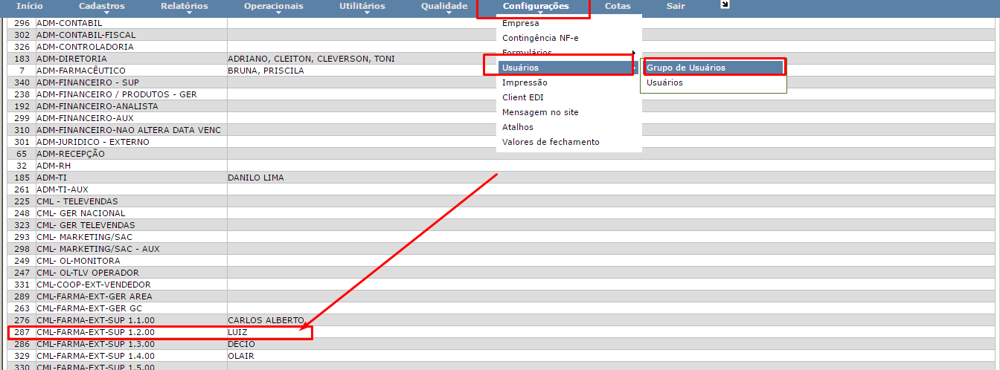 Início Cadastros Relatórios Operacionais Utilitários Qualidade Configurações Cotas Sair
Empresa
Contingência NF-e
Formulários
Usuários
Impressão
Client EDI
Mensagem no site
Atalhos
Valores de fechamento
Grupo de Usuários
Usuários
296 ADM-CONTABIL
302 ADM-CONTABIL-FISCAL
326 ADM-CONTROLADORIA
183 ADM-DIRETORIA ADRIANO, CLEITON, CLEVERSON, TONI
7 ADM-FARMACÊUTICO BRUNA, PRISCILA
340 ADM-FINANCEIRO - SUP
238 ADM-FINANCEIRO / PRODUTOS - GER
192 ADM-FINANCEIRO-ANALISTA
299 ADM-FINANCEIRO-AUX
310 ADM-FINANCEIRO-NAO ALTERA DATA VENC
301 ADM-JURIDICO - EXTERNO
65 ADM-RECEPÇÃO
32 ADM-RH
185 ADM-TI DANILO LIMA
261 ADM-TI-AUX
225 CML - TELEVENDAS
248 CML- GER NACIONAL
323 CML- GER TELEVENDAS
293 CML- MARKETING/SAC
298 CML- MARKETING/SAC - AUX
249 CML- OL-MONITORA
247 CML- OL-TLV OPERADOR
331 CML-COOP-EXT-VENDEDOR
289 CML-FARMA-EXT-GER AREA
263 CML-FARMA-EXT-GER GC
276 CML-FARMA-EXT-SUP 1.1.00 CARLOS ALBERTO
287 CML-FARMA-EXT-SUP 1.2.00 LUIZ
286 CML-FARMA-EXT-SUP 1.3.00 DECIO
329 CML-FARMA-EXT-SUP 1.4.00 OLAIR
330 CML-FARMA-EXT-SUP 1.5.00